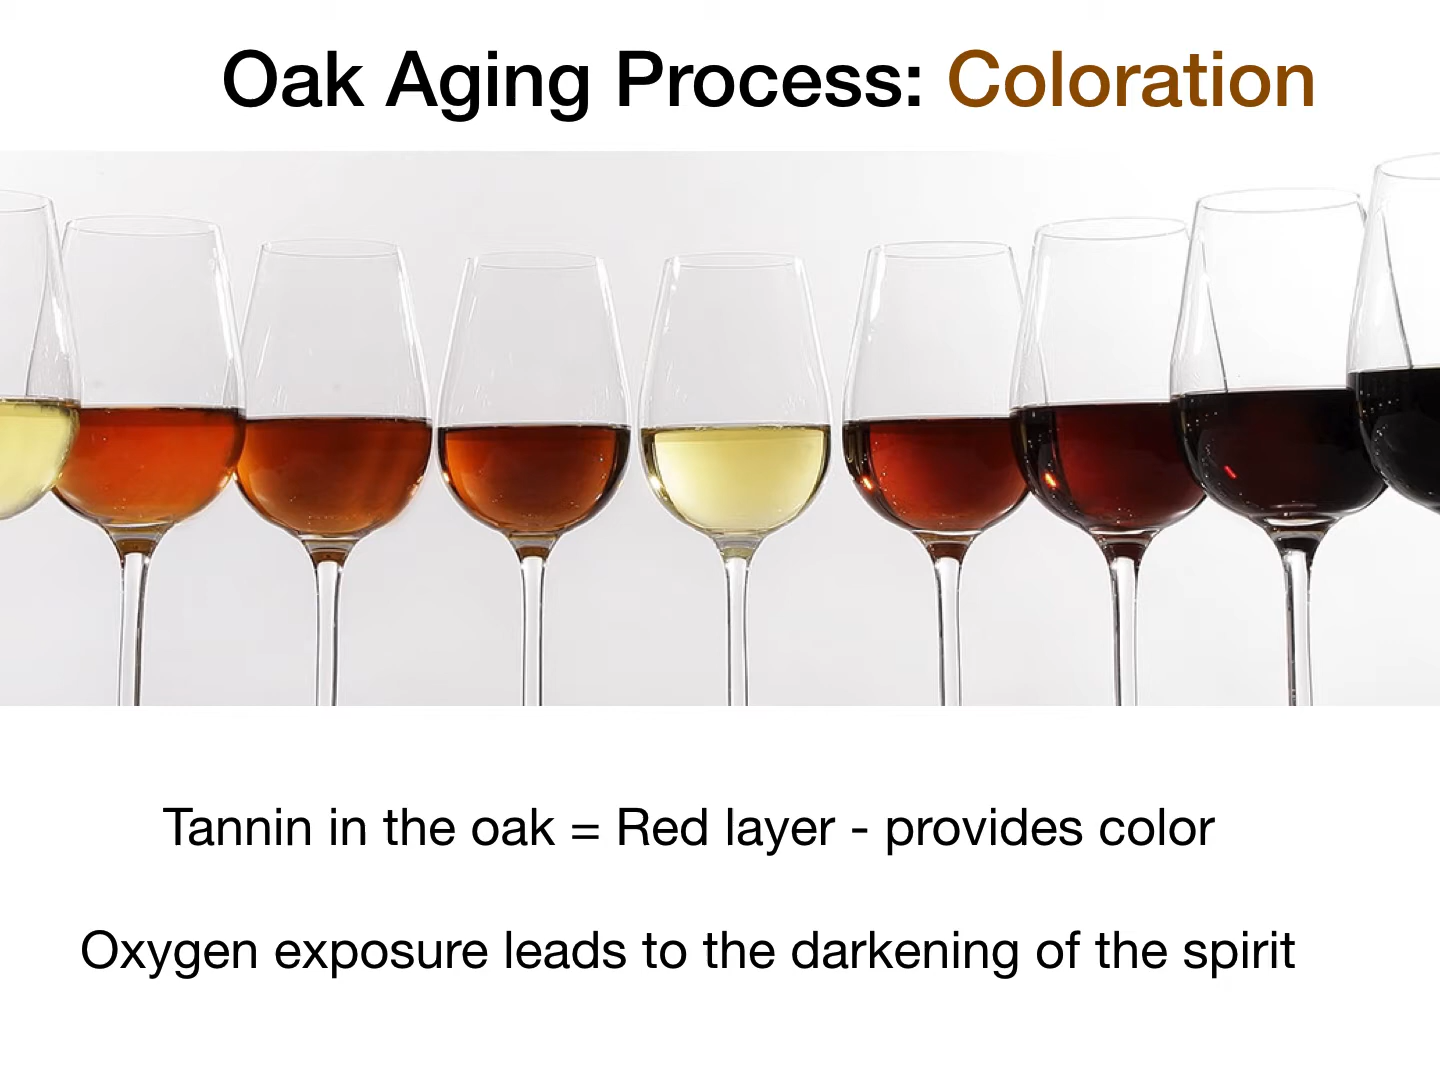 Oak Aging Process: Coloration
Tannin in the oak = Red layer - provides color
Oxygen exposure leads to the darkening of the spirit